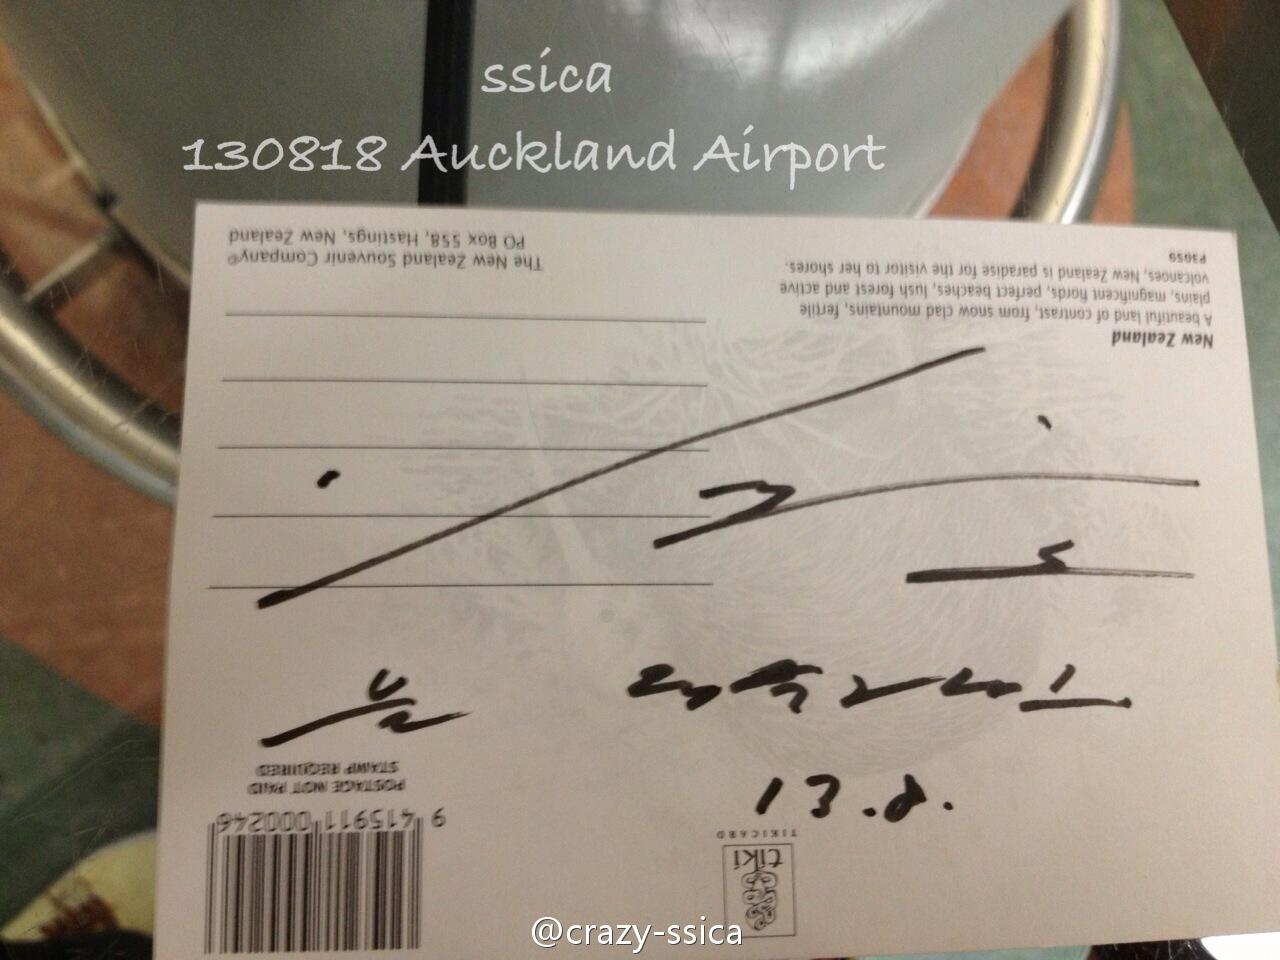 ssica
130818 Auckland Airport
The New Zealand Souvenir Company©
PO Box 558, Hastings, New Zealand
New Zealand
A beautiful land of contrast, from snow clad mountains, fertile
plains, magnificent fiords, perfect beaches, lush forest and active
volcanoes, New Zealand is paradise for the visitor to her shores.
P3059
13.8.
POSTAGE NOT PAID
STAMP REQUIRED
9 415911 000246
TIKICARD
tiki
@crazy-ssica